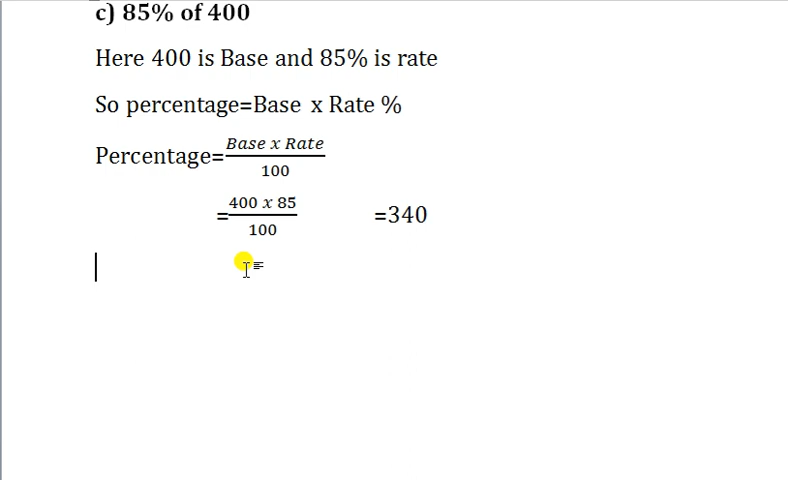 c) 85% of 400
Here 400 is Base and 85% is rate
So percentage=Base x Rate %
Percentage=Base x Rate
100
=400 x 85
100
=340